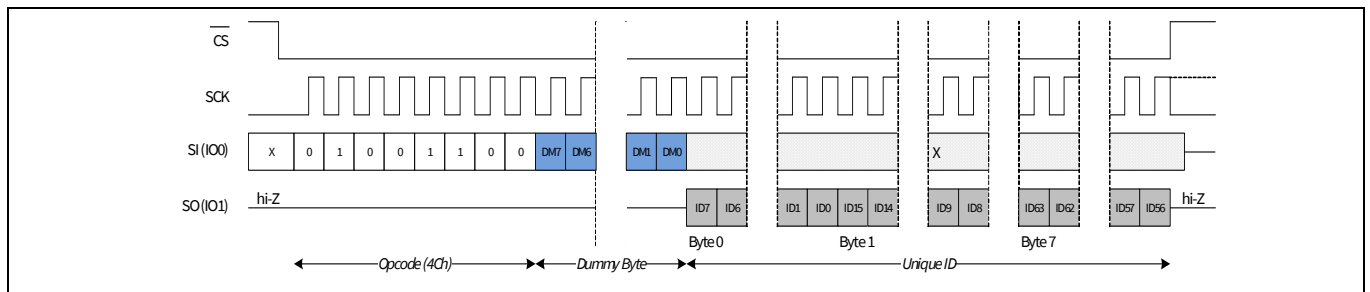 CS
SCK
SI (IO0) X 0 1 0 0 1 1 0 0 DM7 DM6 DM1 DM0 X
hi-Z hi-Z
SO (IO1) ID7 ID6 ID1 ID0 ID15 ID14 ID9 ID8 ID63 ID62 ID57 ID56
Byte 0 Byte 1 Byte 7
Opcode (4Ch) Dummy Byte Unique ID